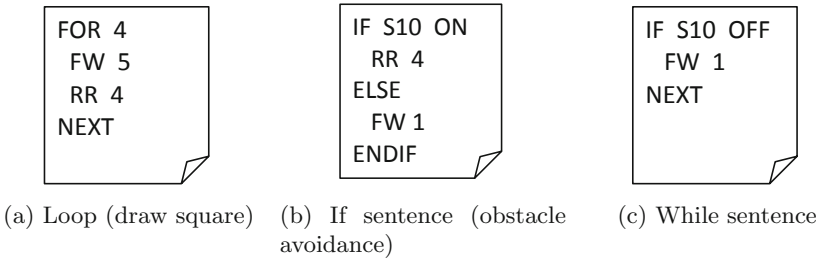 FOR 4
FW 5
RR 4
NEXT
IF S10 ON
RR 4
ELSE
FW 1
ENDIF
IF S10 OFF
FW 1
NEXT
(a) Loop (draw square)
(b) If sentence (obstacle
avoidance)
(c) While sentence